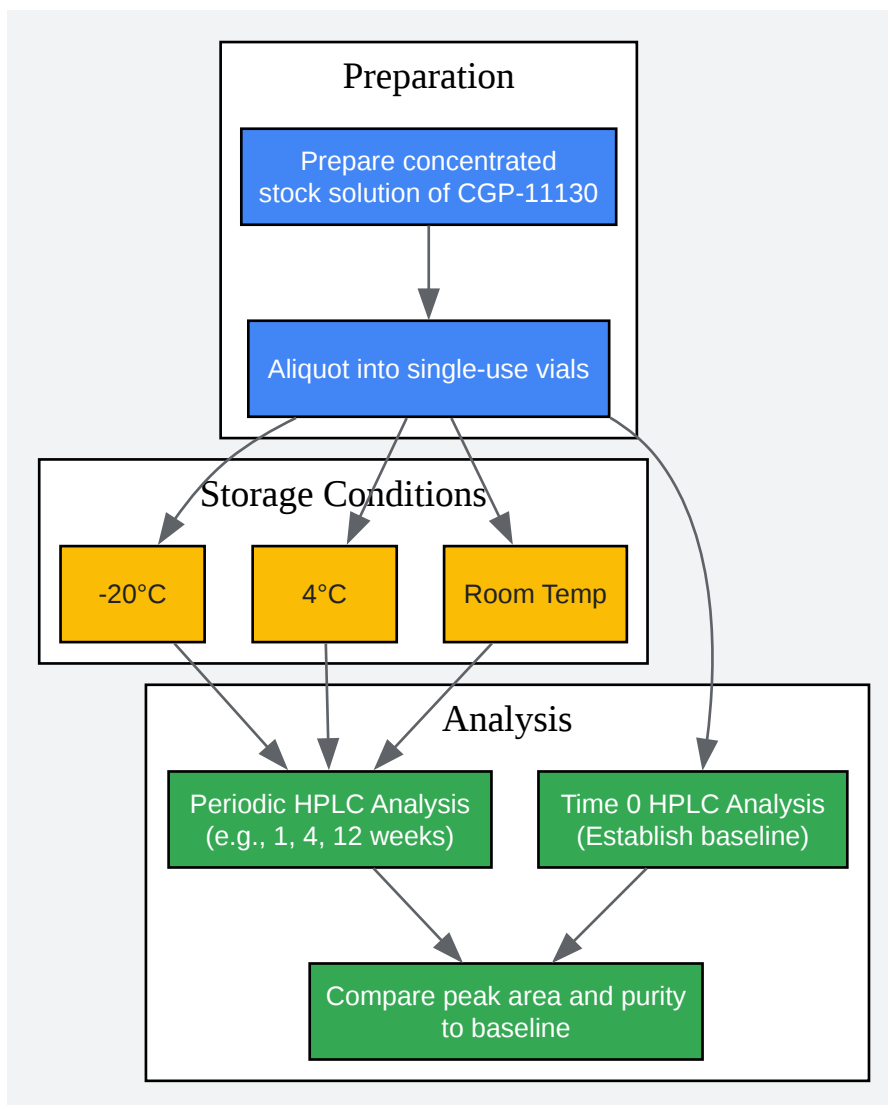 Preparation
Prepare concentrated
stock solution of CGP-11130
Aliquot into single-use vials
Storage Conditions
-20°C
4°C
Room Temp
Analysis
Periodic HPLC Analysis
(e.g., 1, 4, 12 weeks)
Time 0 HPLC Analysis
(Establish baseline)
Compare peak area and purity
to baseline